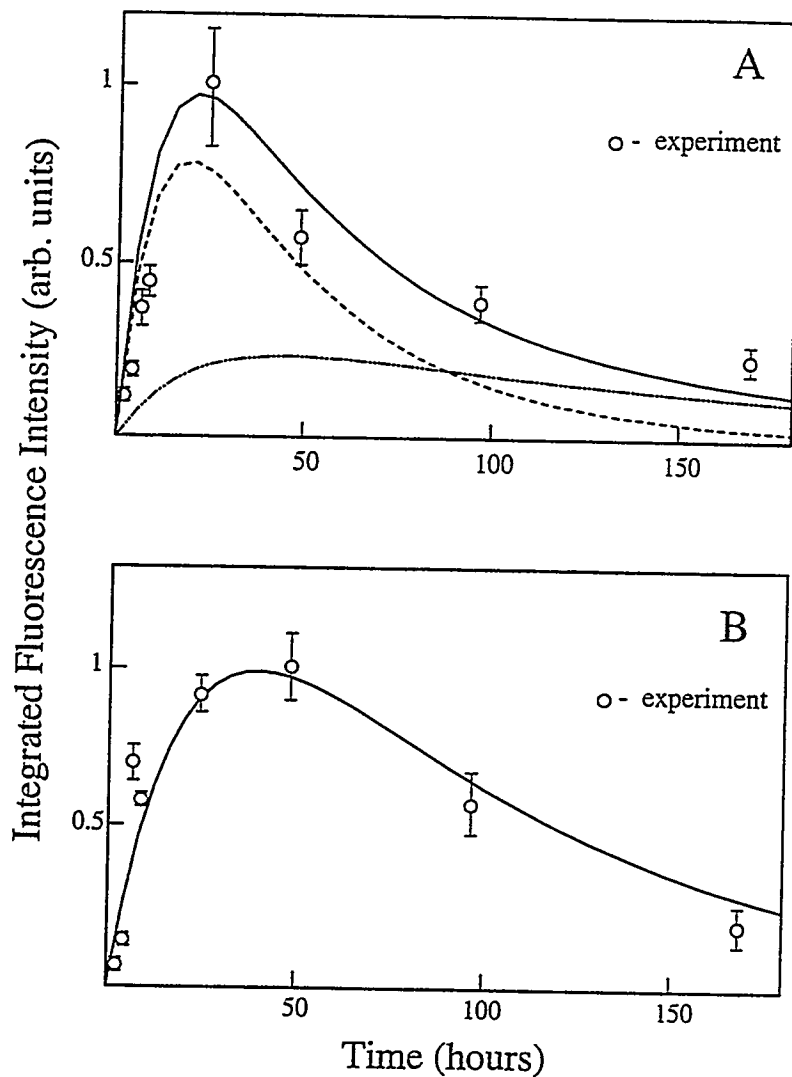 Integrated Fluorescence Intensity (arb. units)
A
1
o - experiment
0.5
50
100
150
B
1
o - experiment
0.5
50
100
150
Time (hours)